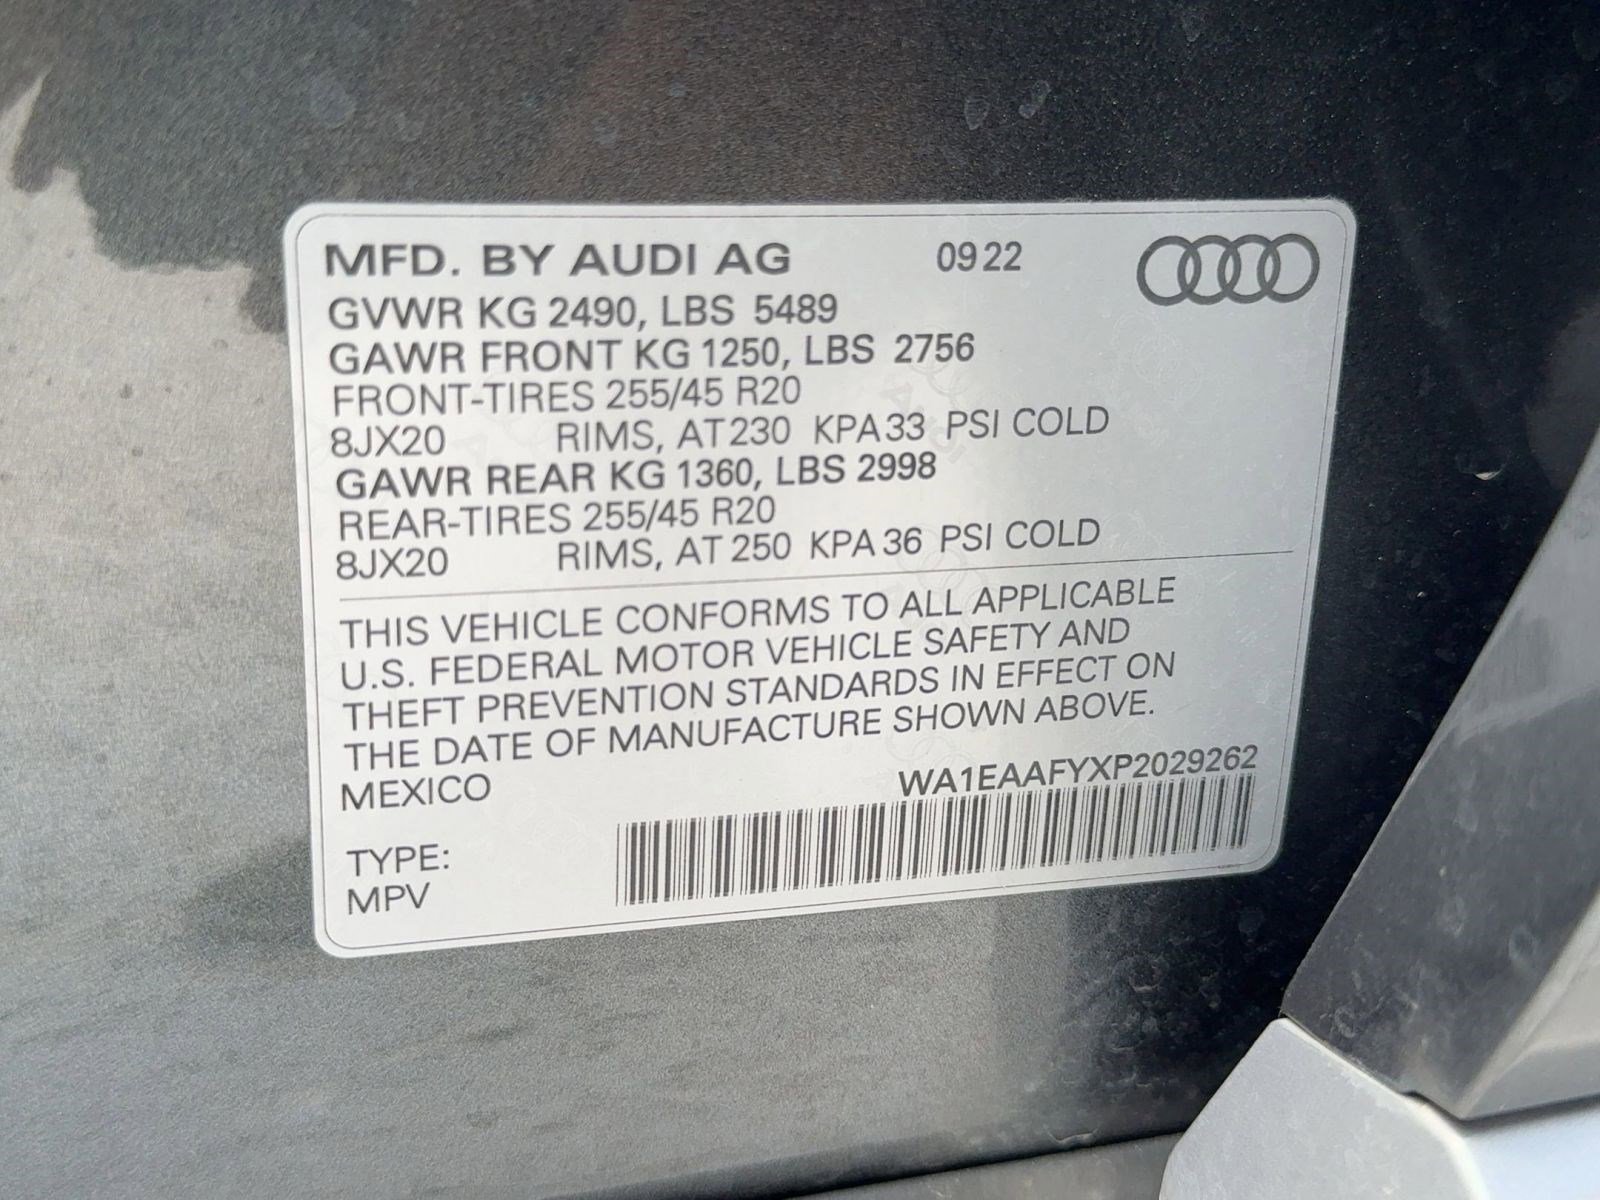 MFD. BY AUDI AG 09 22
GVWR KG 2490, LBS 5489
GAWR FRONT KG 1250, LBS 2756
FRONT-TIRES 255/45 R20
8JX20 RIMS, AT 230 KPA 33 PSI COLD
GAWR REAR KG 1360, LBS 2998
REAR-TIRES 255/45 R20
8JX20 RIMS, AT 250 KPA 36 PSI COLD
THIS VEHICLE CONFORMS TO ALL APPLICABLE
U.S. FEDERAL MOTOR VEHICLE SAFETY AND
THEFT PREVENTION STANDARDS IN EFFECT ON
THE DATE OF MANUFACTURE SHOWN ABOVE.
MEXICO WA1EAAFYXP2029262
TYPE:
MPV